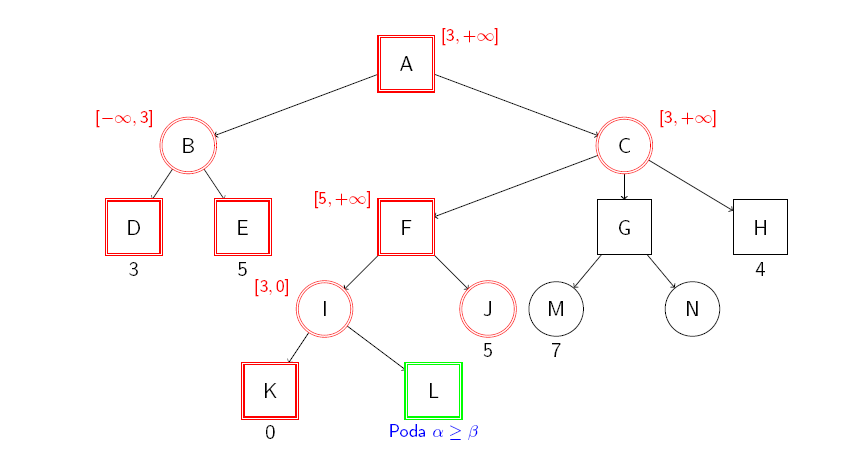 A [3, +∞]
[−∞, 3] B C [3, +∞]
D E [5, +∞] F G H
3 5 4
[3, 0] I J M N
5 7
K L
0 Poda α ≥ β